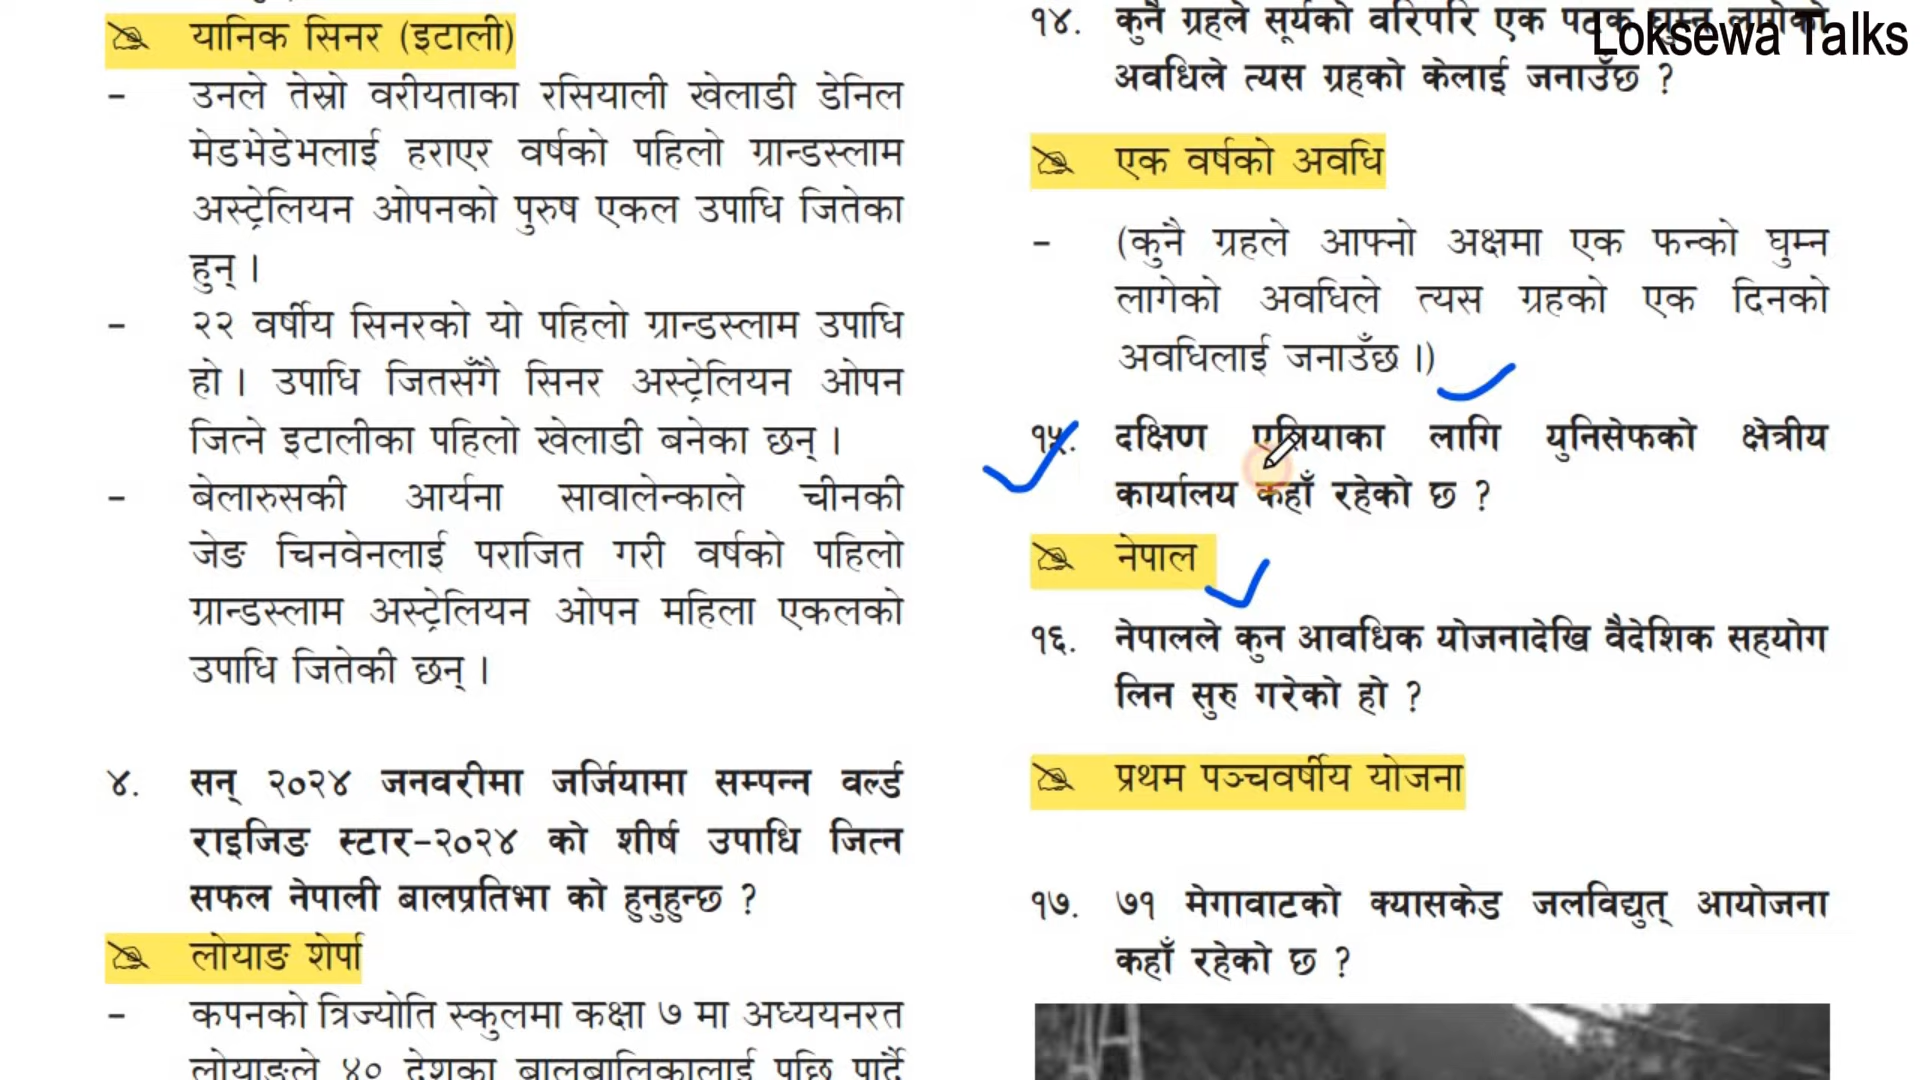 Loksewa Talks
यानिक सिनर (इटाली)
- उनले तेस्रो वरीयताका रसियाली खेलाडी डेनिल
मेडभेडेभलाई हराएर वर्षको पहिलो ग्रान्डस्लाम
अस्ट्रेलियन ओपनको पुरुष एकल उपाधि जितेका
हुन् ।
- २२ वर्षीय सिनरको यो पहिलो ग्रान्डस्लाम उपाधि
हो । उपाधि जितसँगै सिनर अस्ट्रेलियन ओपन
जित्ने इटालीका पहिलो खेलाडी बनेका छन् ।
- बेलारुसकी आर्यना सावालेन्काले चीनकी
जेङ चिनवेनलाई पराजित गरी वर्षको पहिलो
ग्रान्डस्लाम अस्ट्रेलियन ओपन महिला एकलको
उपाधि जितेकी छन् ।
४. सन् २०२४ जनवरीमा जर्जियामा सम्पन्न वर्ल्ड
राइजिङ स्टार-२०२४ को शीर्ष उपाधि जित्न
सफल नेपाली बालप्रतिभा को हुनुहुन्छ ?
लोयाङ शेर्पा
- कपनको त्रिज्योति स्कुलमा कक्षा ७ मा अध्ययनरत
लोयाङले ४० देशका बालबालिकालाई पछि पार्दै
१४. कुनै ग्रहले सूर्यको वरिपरि एक पटक घुम्न लागेको
अवधिले त्यस ग्रहको केलाई जनाउँछ ?
एक वर्षको अवधि
- (कुनै ग्रहले आफ्नो अक्षमा एक फन्को घुम्न
लागेको अवधिले त्यस ग्रहको एक दिनको
अवधिलाई जनाउँछ ।)
१५. दक्षिण एसियाका लागि युनिसेफको क्षेत्रीय
कार्यालय कहाँ रहेको छ ?
नेपाल
१६. नेपालले कुन आवधिक योजनादेखि वैदेशिक सहयोग
लिन सुरु गरेको हो ?
प्रथम पञ्चवर्षीय योजना
१७. ७१ मेगावाटको क्यासकेड जलविद्युत् आयोजना
कहाँ रहेको छ ?